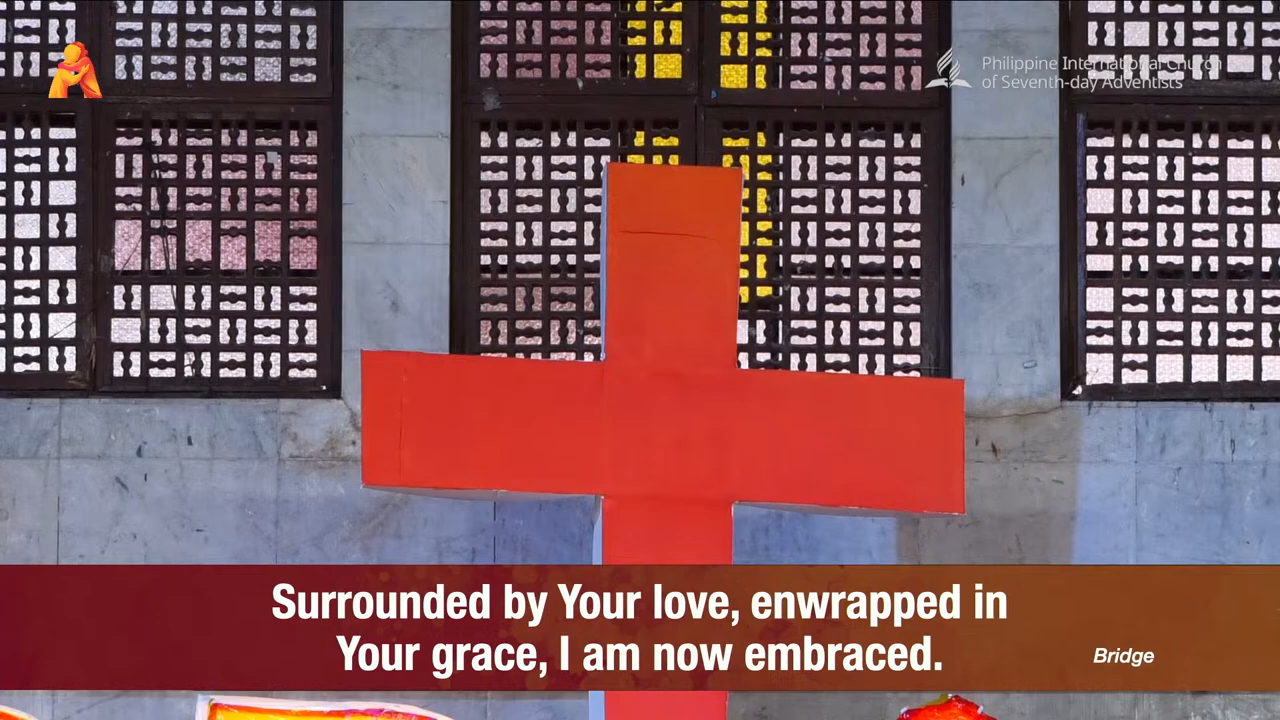 Philippine International Church
of Seventh-day Adventists
Surrounded by Your love, enwrapped in
Your grace, I am now embraced.
Bridge